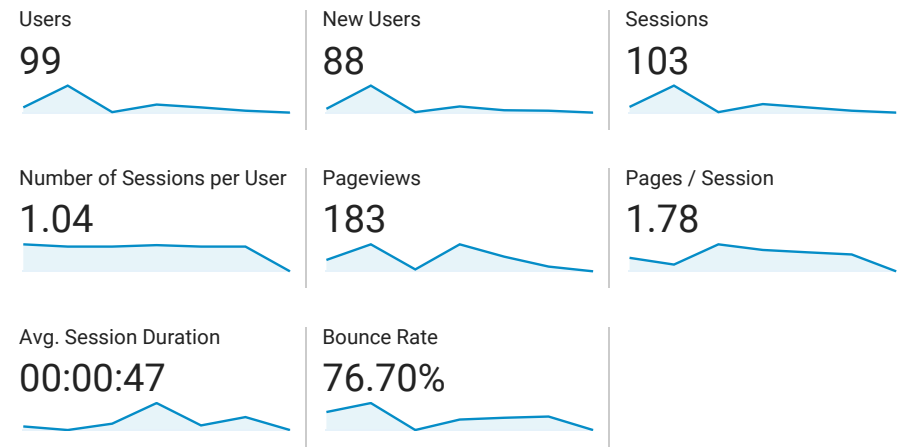 Users
99
New Users
88
Sessions
103
Number of Sessions per User
1.04
Pageviews
183
Pages / Session
1.78
Avg. Session Duration
00:00:47
Bounce Rate
76.70%